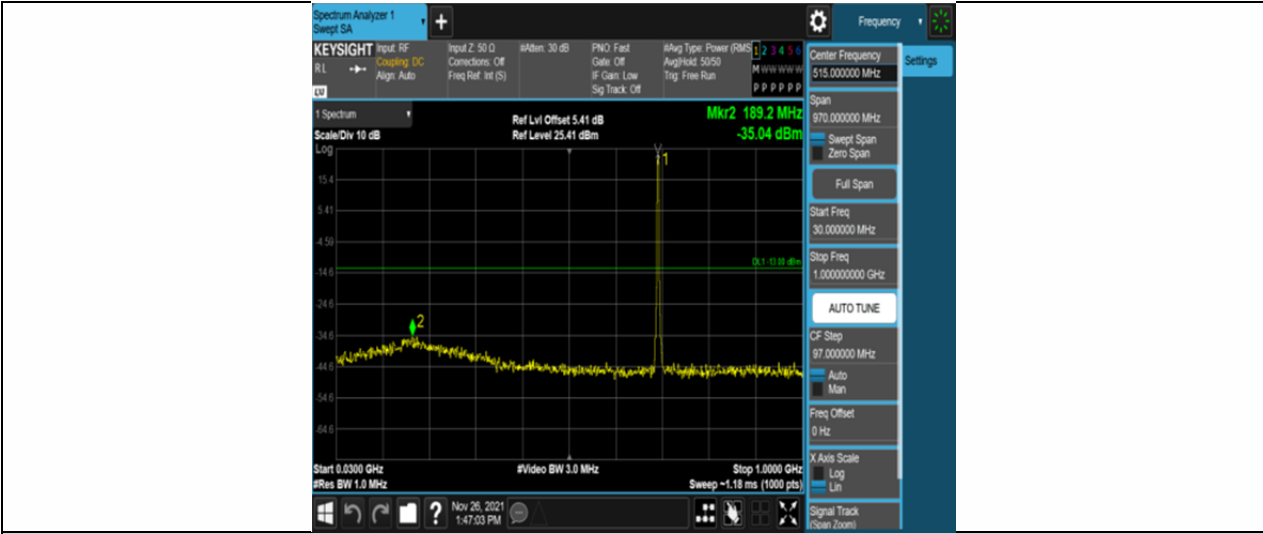 Spectrum Analyzer 1
Swept SA
Frequency
KEYSIGHT
Input: RF
Coupling: DC
Align: Auto
Input Z: 50 Ω
Corrections: Off
Freq Ref: Int (S)
#Atten: 30 dB
PNO: Fast
Gate: Off
IF Gain: Low
Sig Track: Off
#Avg Type: Power (RMS
Avg|Hold: 50/50
Trig: Free Run
1 2 3 4 5 6
M W W W W W
P P P P P P
RL
LV
1 Spectrum
Scale/Div 10 dB
Ref Lvl Offset 5.41 dB
Ref Level 25.41 dBm
Mkr2 189.2 MHz
-35.04 dBm
Log
15.4
5.41
-4.59
-14.6
-24.6
-34.6
-44.6
-54.6
-64.6
1
2
DL1 -13.00 dBm
Start 0.0300 GHz
#Res BW 1.0 MHz
#Video BW 3.0 MHz
Stop 1.0000 GHz
Sweep ~1.18 ms (1000 pts)
?
Nov 26, 2021
1:47:03 PM
Center Frequency
515.000000 MHz
Settings
Span
970.000000 MHz
Swept Span
Zero Span
Full Span
Start Freq
30.000000 MHz
Stop Freq
1.000000000 GHz
AUTO TUNE
CF Step
97.000000 MHz
Auto
Man
Freq Offset
0 Hz
X Axis Scale
Log
Lin
Signal Track
(Span Zoom)